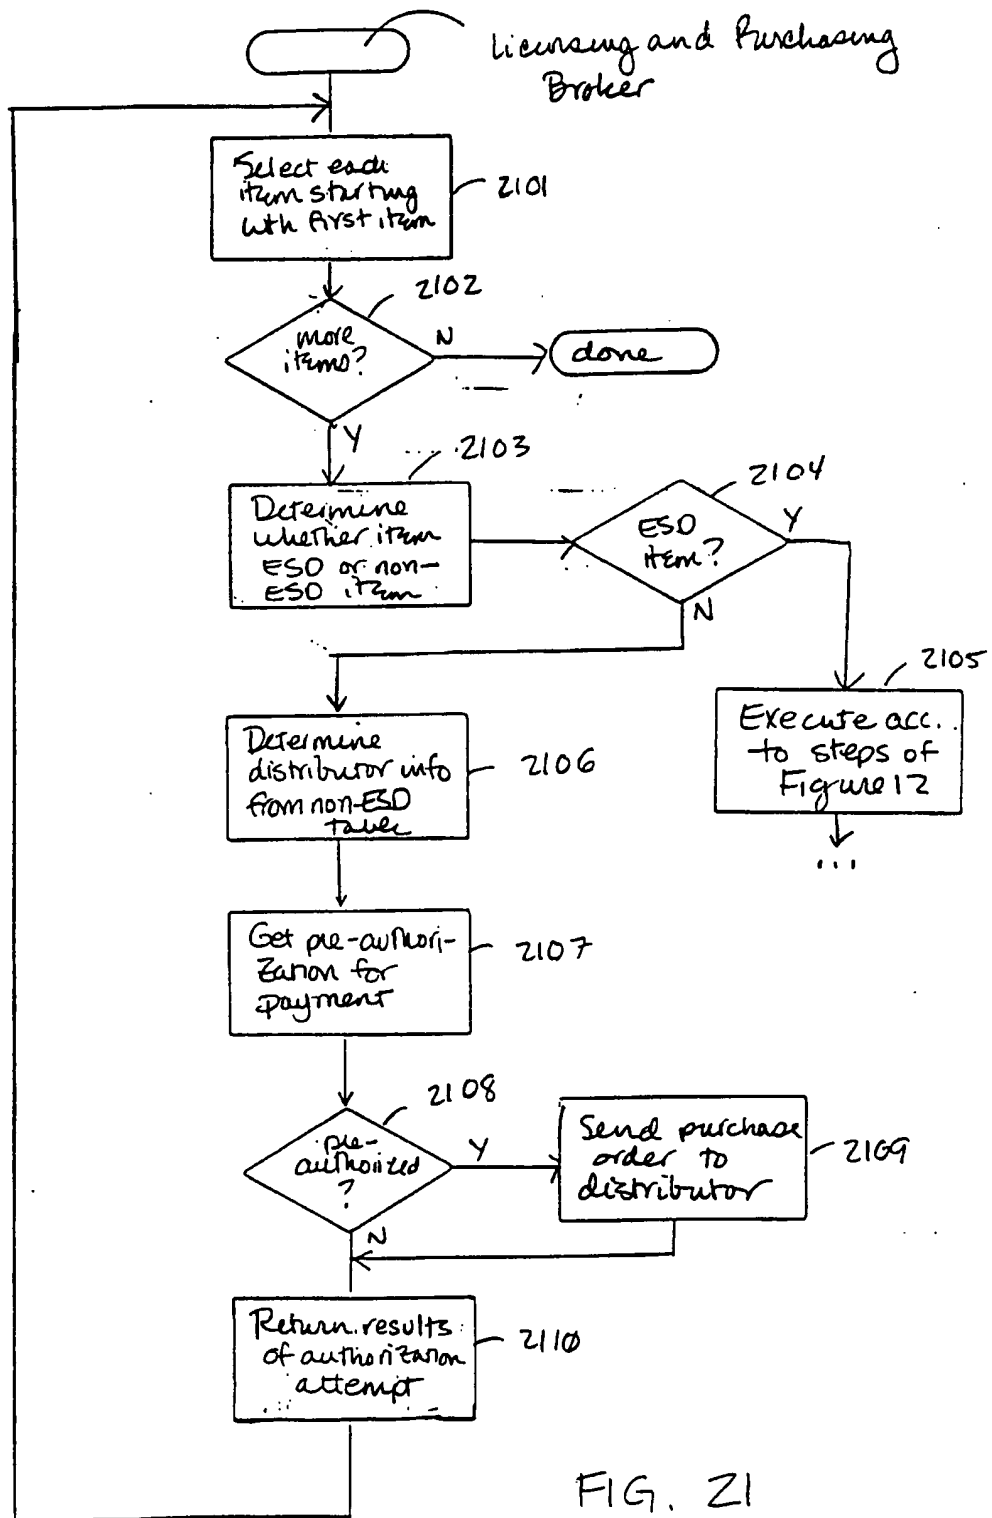 Licensing and Purchasing
Broker
Select each
item starting
with first item
2101
2102
more
items?
N
done
Y
2103
Determine
whether item
ESD or non-
ESD item
2104
ESD
item?
Y
N
2105
Execute acc.
to steps of
Figure 12
...
Determine
distributor info
from non-ESD
table
2106
Get pre-authori-
zation for
payment
2107
2108
pre-
authorized
?
Y
N
Send purchase
order to
distributor
2109
Return results
of authorization
attempt
2110
FIG. 21